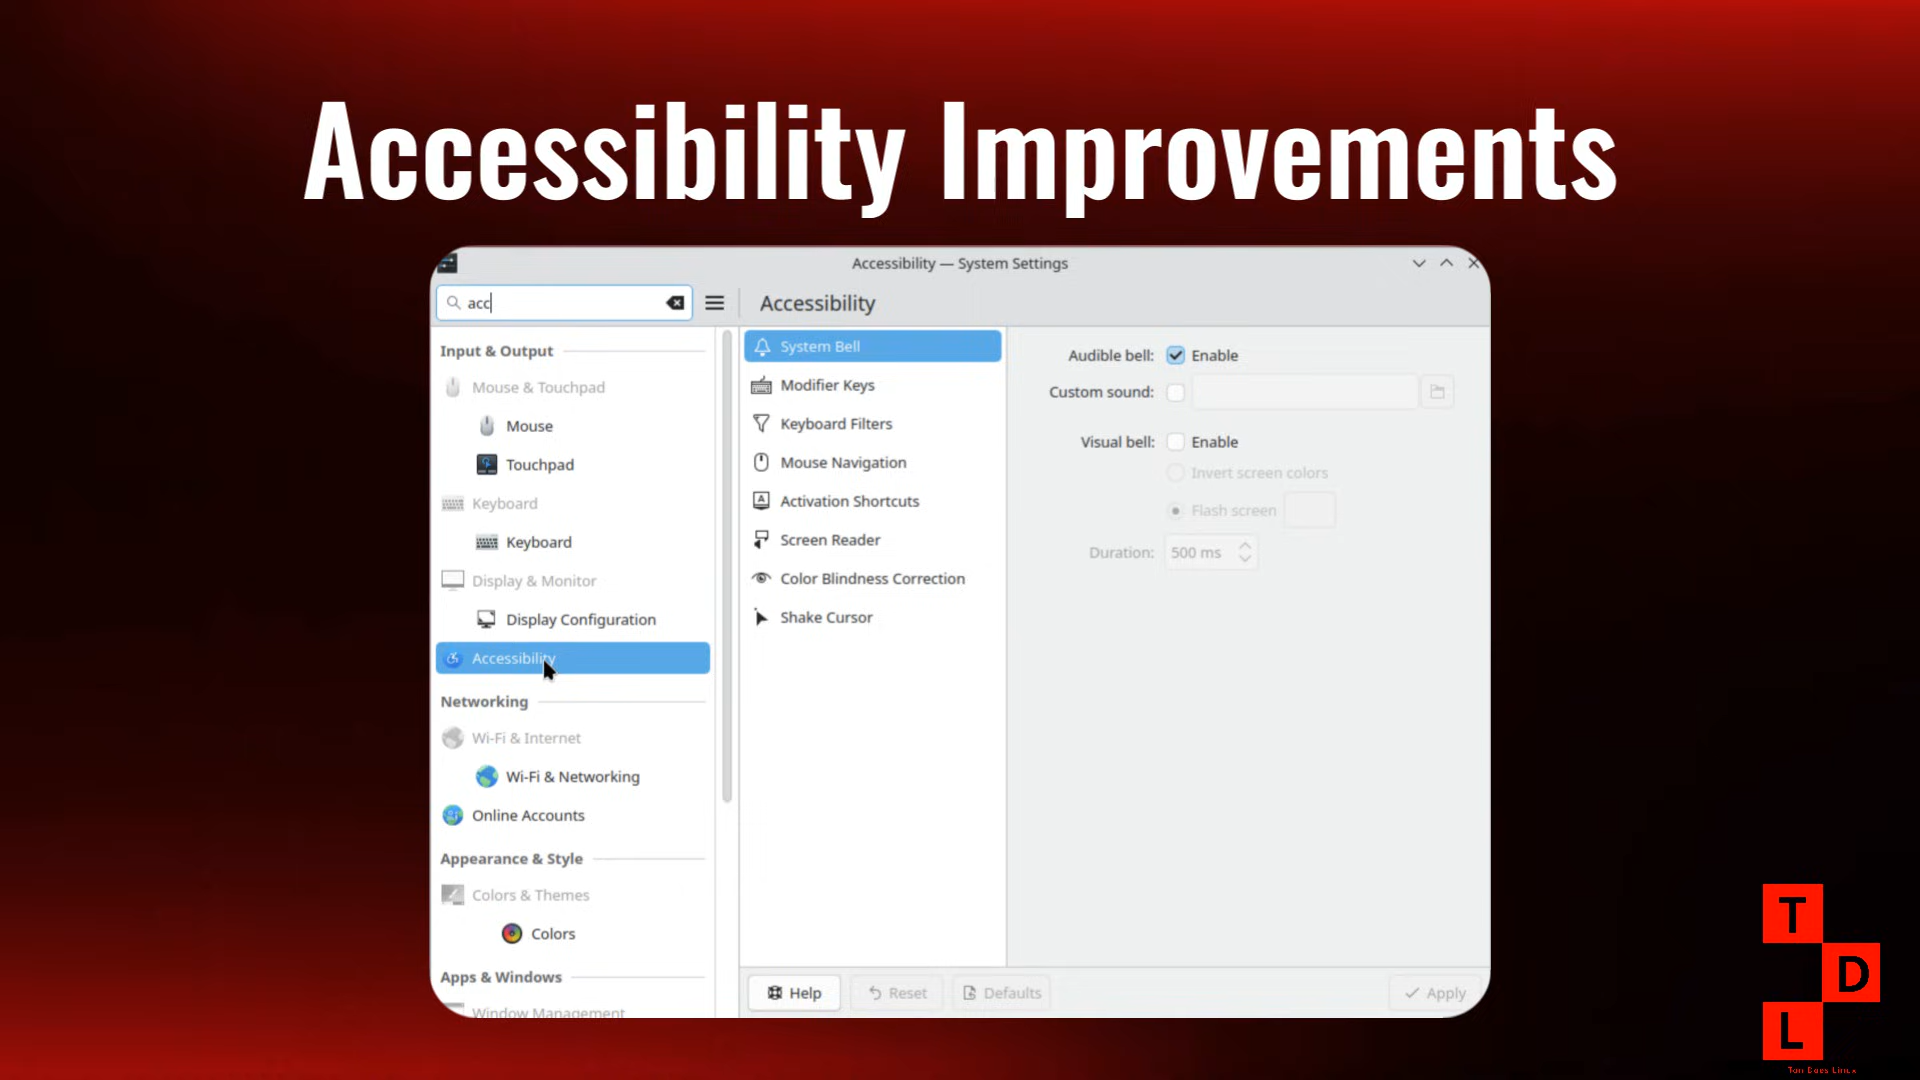 Accessibility Improvements
Accessibility — System Settings
acc
Accessibility
Input & Output
Mouse & Touchpad
Mouse
Touchpad
Keyboard
Keyboard
Display & Monitor
Display Configuration
Accessibility
Networking
Wi-Fi & Internet
Wi-Fi & Networking
Online Accounts
Appearance & Style
Colors & Themes
Colors
Apps & Windows
Window Management
System Bell
Modifier Keys
Keyboard Filters
Mouse Navigation
Activation Shortcuts
Screen Reader
Color Blindness Correction
Shake Cursor
Audible bell: Enable
Custom sound:
Visual bell: Enable
Invert screen colors
Flash screen
Duration: 500 ms
Help Reset Defaults Apply
T
D
L